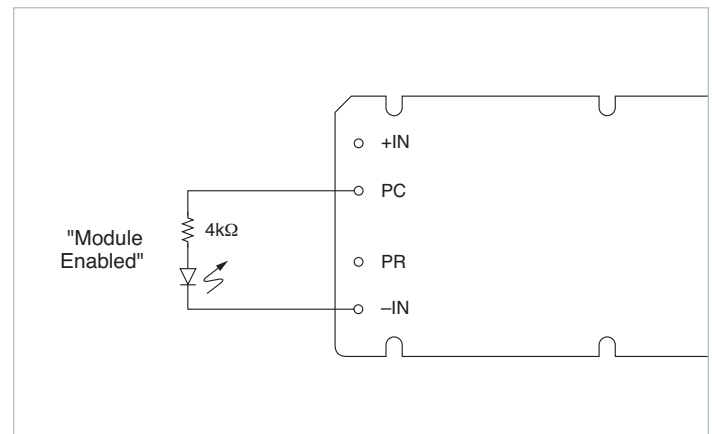 +IN
PC
4kΩ
"Module
Enabled"
PR
–IN